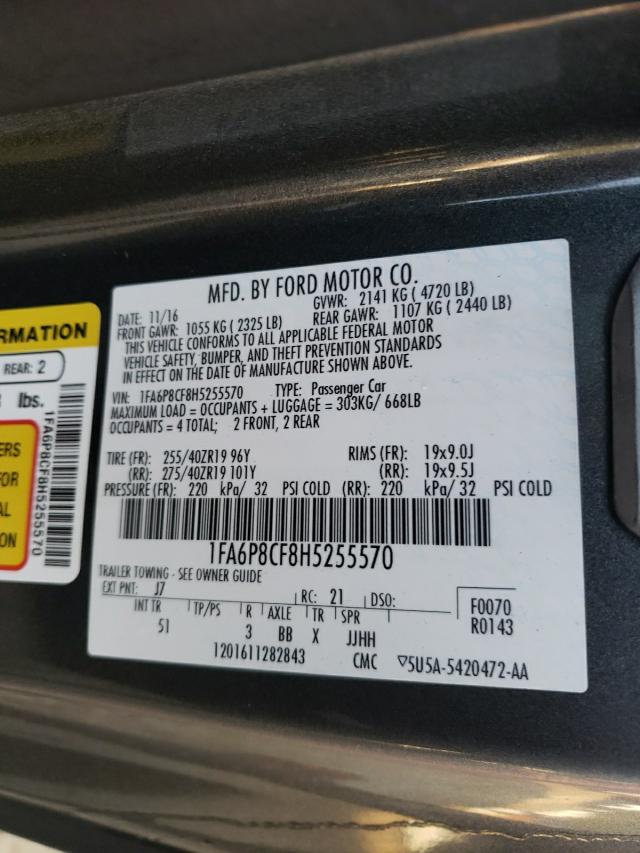 RMATION
REAR: 2
lbs.
ERS
FOR
AL
ON
1FA6P8CF8H5255570
MFD. BY FORD MOTOR CO.
DATE: 11/16 GVWR: 2141 KG ( 4720 LB)
FRONT GAWR: 1055 KG ( 2325 LB) REAR GAWR: 1107 KG ( 2440 LB)
THIS VEHICLE CONFORMS TO ALL APPLICABLE FEDERAL MOTOR
VEHICLE SAFETY, BUMPER, AND THEFT PREVENTION STANDARDS
IN EFFECT ON THE DATE OF MANUFACTURE SHOWN ABOVE.
VIN: 1FA6P8CF8H5255570 TYPE: Passenger Car
MAXIMUM LOAD = OCCUPANTS + LUGGAGE = 303KG/ 668LB
OCCUPANTS = 4 TOTAL; 2 FRONT, 2 REAR
TIRE (FR): 255/40ZR19 96Y RIMS (FR): 19x9.0J
(RR): 275/40ZR19 101Y (RR): 19x9.5J
PRESSURE (FR): 220 kPa/ 32 PSI COLD (RR): 220 kPa/ 32 PSI COLD
1FA6P8CF8H5255570
TRAILER TOWING - SEE OWNER GUIDE
EXT PNT: J7 RC: 21 DSO: F0070
INT TR TP/PS R AXLE TR SPR R0143
51 3 BB X JJHH
1201611282843 CMC ▽5U5A-5420472-AA